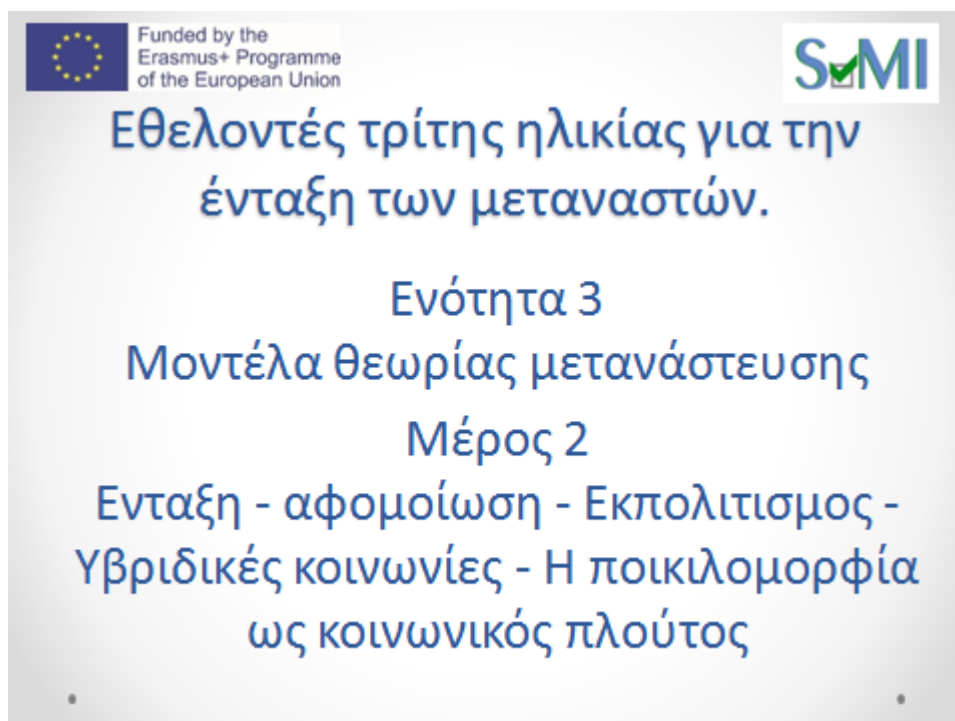 Funded by the
Erasmus+ Programme
of the European Union
SMI
Εθελοντές τρίτης ηλικίας για την
ένταξη των μεταναστών.
Ενότητα 3
Μοντέλα θεωρίας μετανάστευσης
Μέρος 2
Ενταξη - αφομοίωση - Εκπολιτισμος -
Υβριδικές κοινωνίες - Η ποικιλομορφία
ως κοινωνικός πλούτος